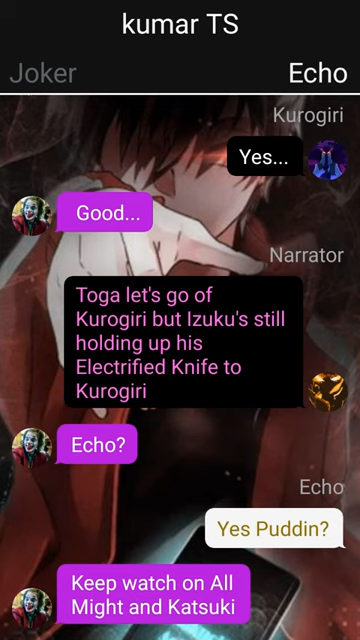 kumar TS
Joker
Echo
Kurogiri
Yes...
Good...
Narrator
Toga let's go of
Kurogiri but Izuku's still
holding up his
Electrified Knife to
Kurogiri
Echo?
Echo
Yes Puddin?
Keep watch on All
Might and Katsuki